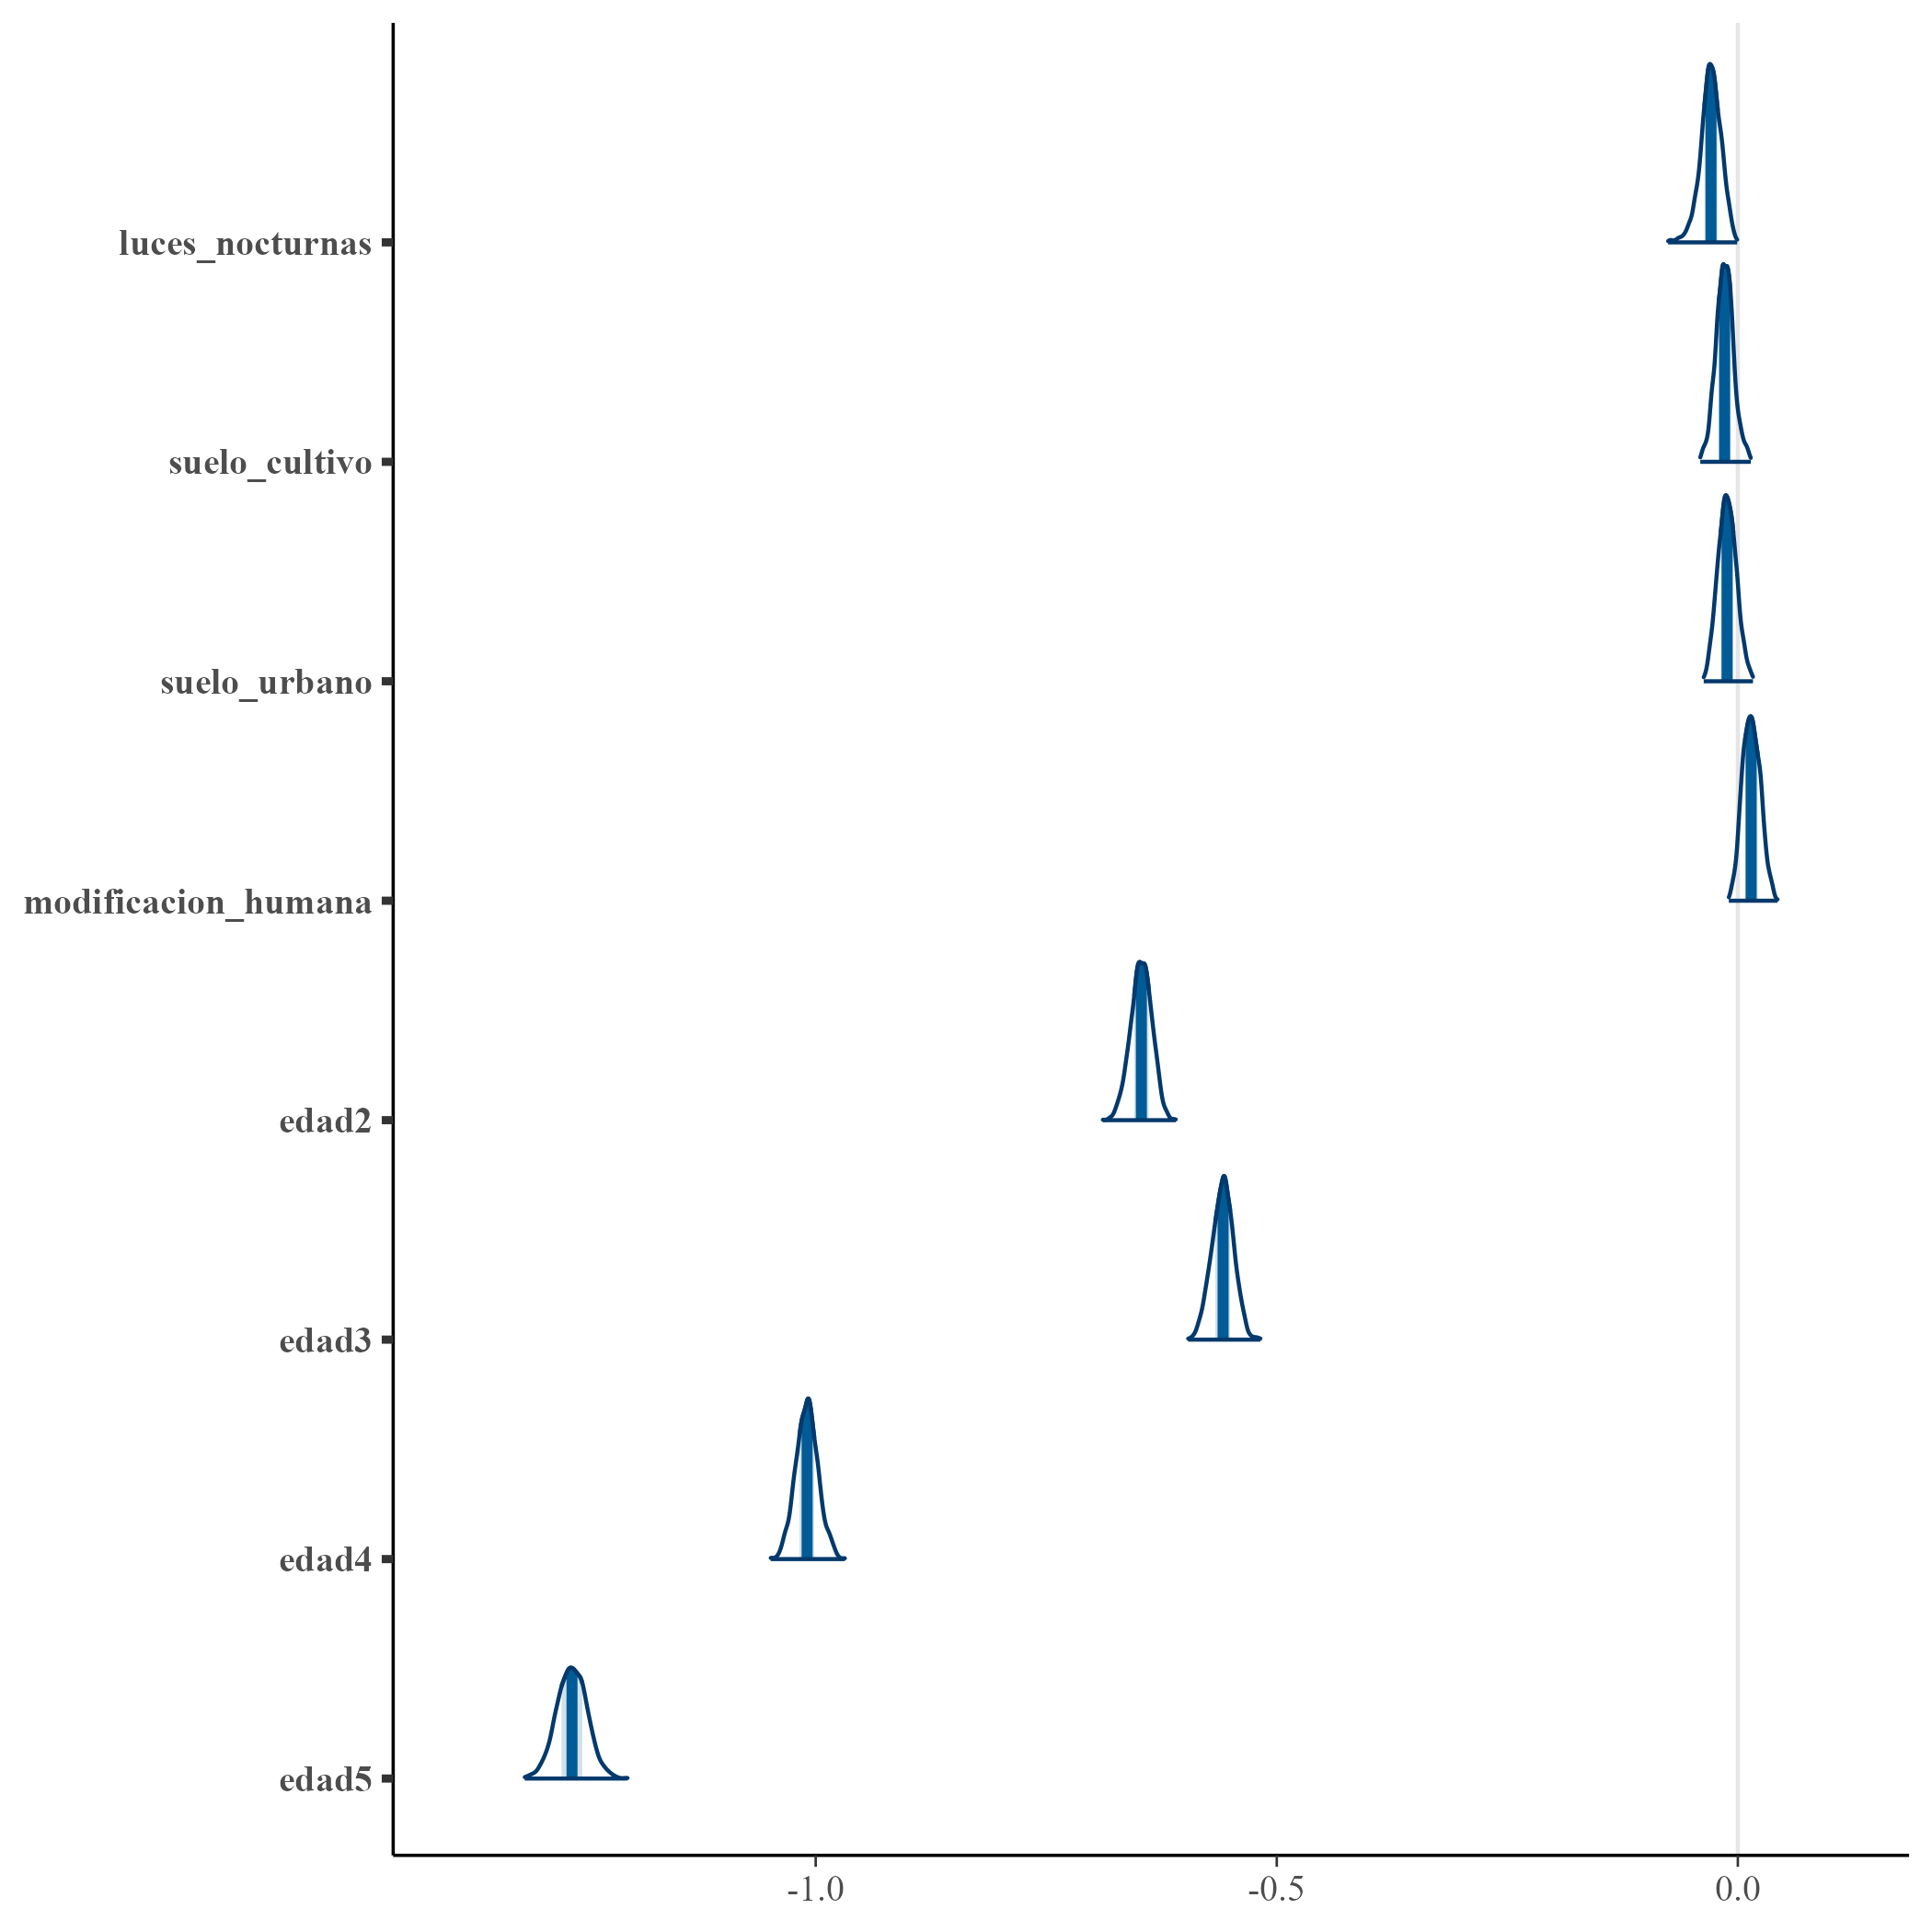 luces_nocturnas
suelo_cultivo
suelo_urbano
modificacion_humana
edad2
edad3
edad4
edad5
-1.0 -0.5 0.0